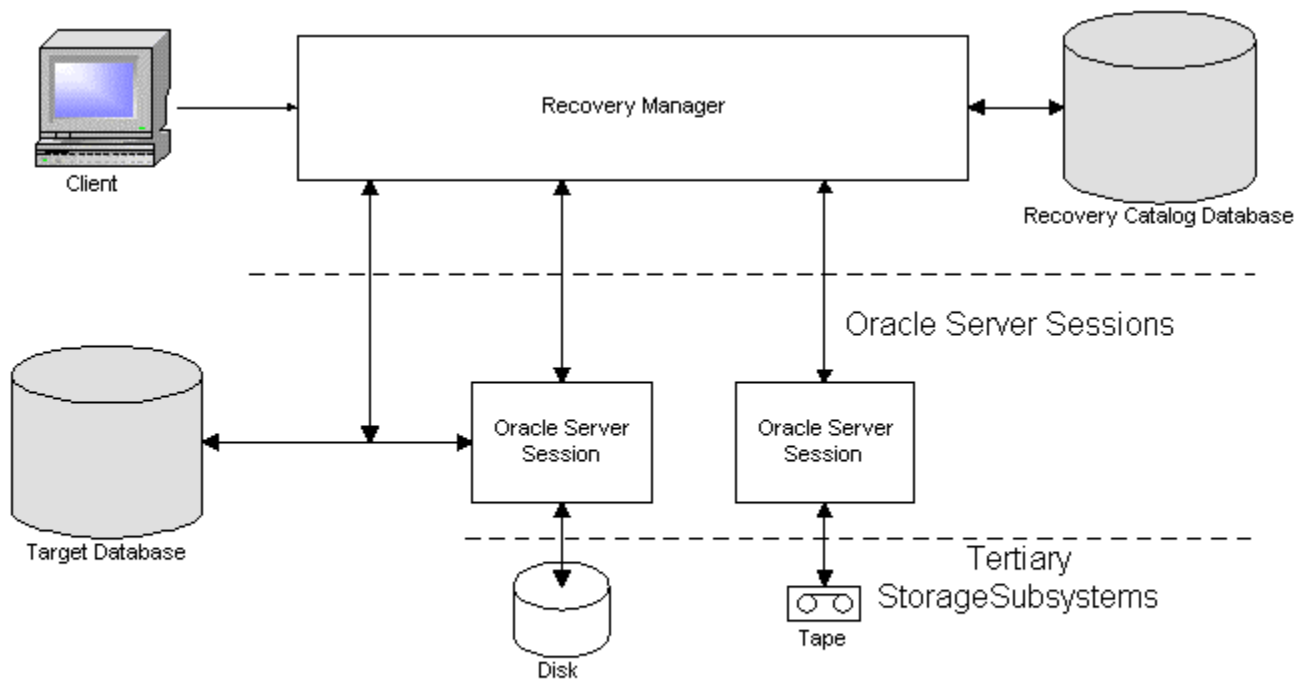 Recovery Manager
Client
Recovery Catalog Database
Oracle Server Sessions
Oracle Server
Session
Oracle Server
Session
Target Database
Tertiary
StorageSubsystems
Tape
Disk